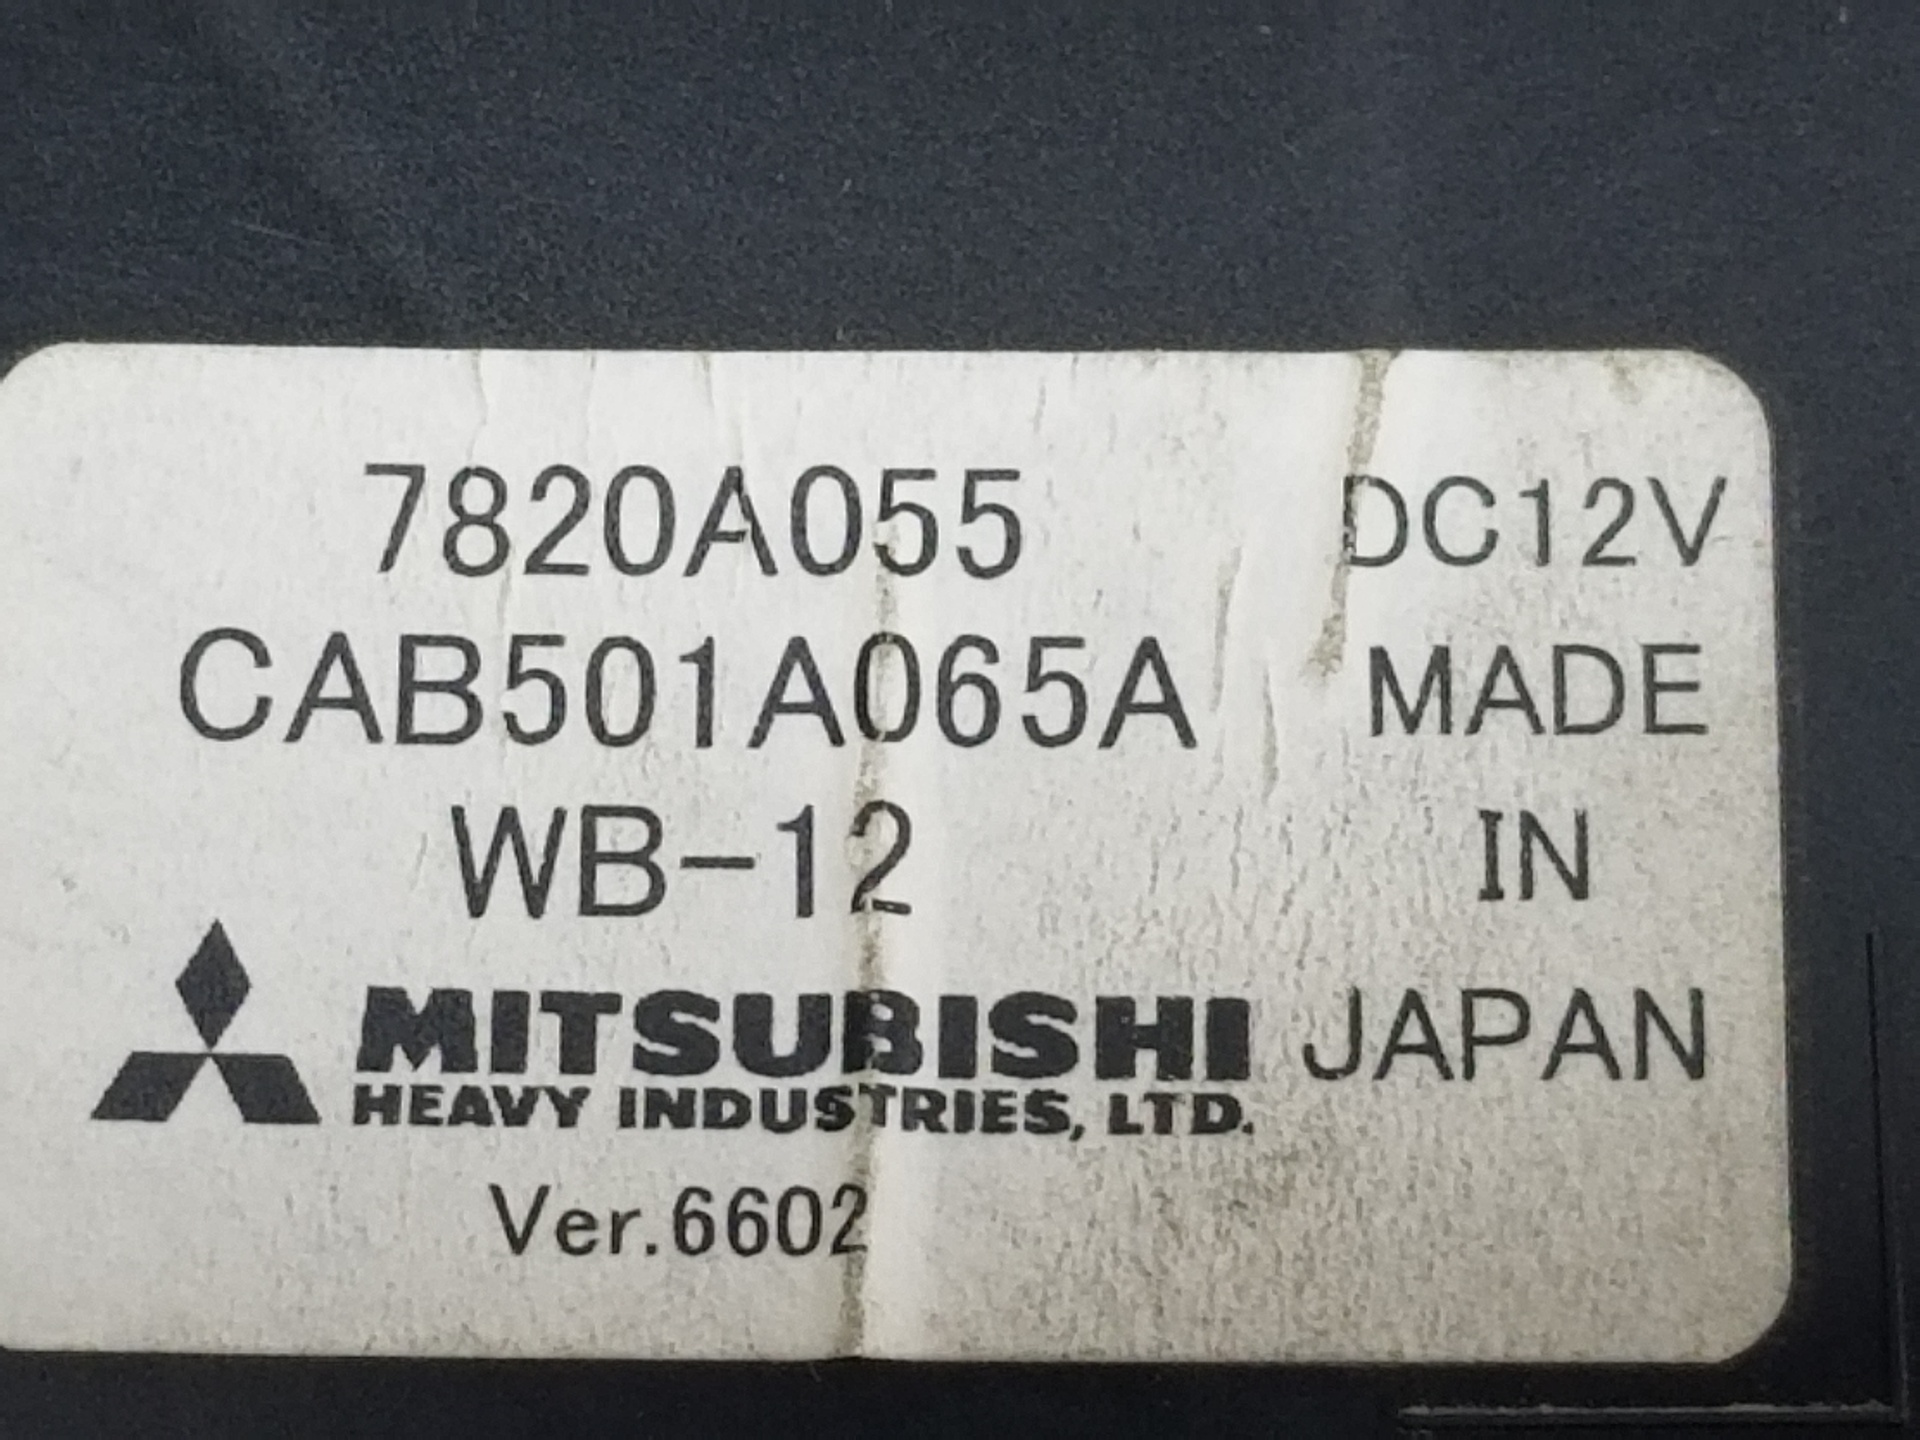 7820A055 DC12V
CAB501A065A MADE
WB-12 IN
MITSUBISHI JAPAN
HEAVY INDUSTRIES, LTD.
Ver.6602